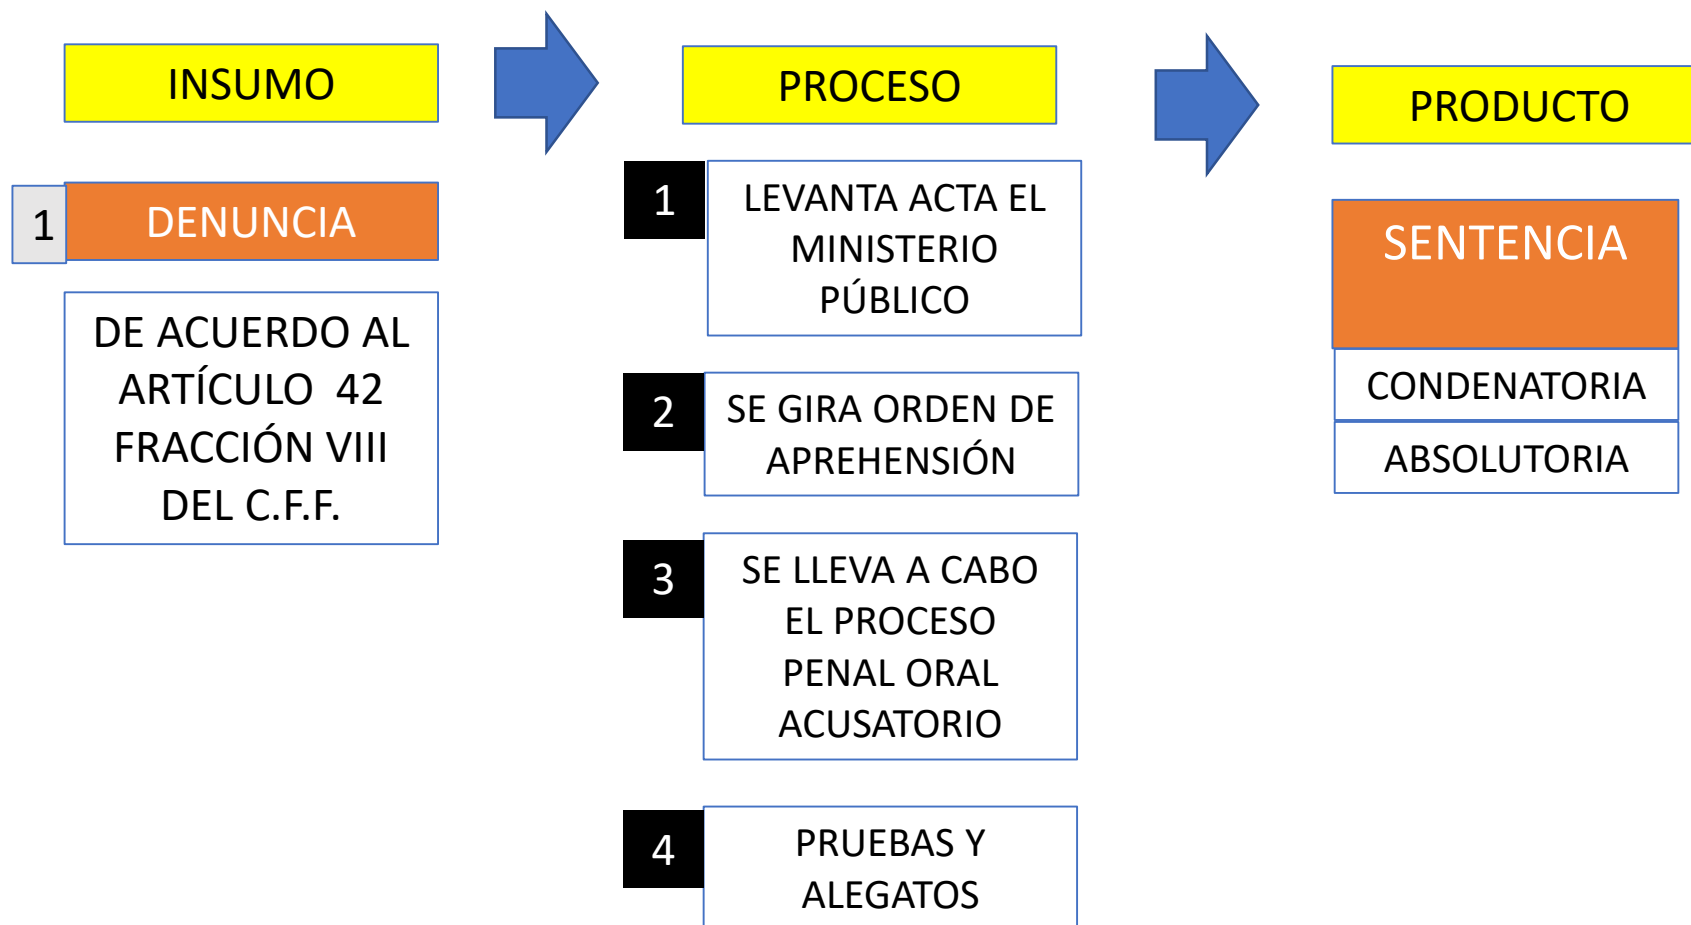 INSUMO
1
DENUNCIA
DE ACUERDO AL
ARTÍCULO 42
FRACCIÓN VIII
DEL C.F.F.
PROCESO
1
LEVANTA ACTA EL
MINISTERIO
PÚBLICO
2
SE GIRA ORDEN DE
APREHENSIÓN
3
SE LLEVA A CABO
EL PROCESO
PENAL ORAL
ACUSATORIO
4
PRUEBAS Y
ALEGATOS
PRODUCTO
SENTENCIA
CONDENATORIA
ABSOLUTORIA